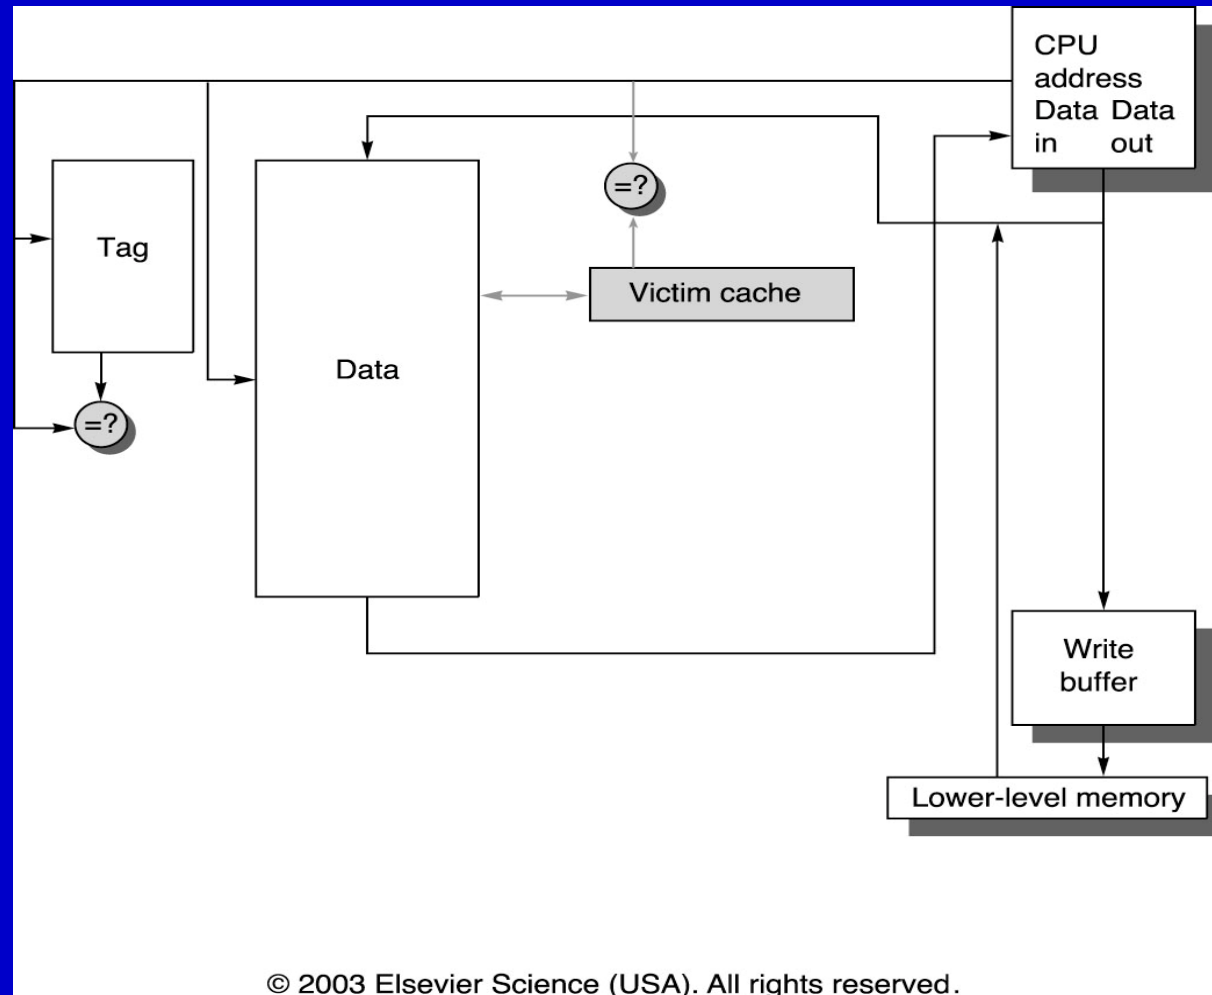 CPU
address
Data Data
in out
=?
Tag
Victim cache
Data
=?
Write
buffer
Lower-level memory
© 2003 Elsevier Science (USA). All rights reserved.